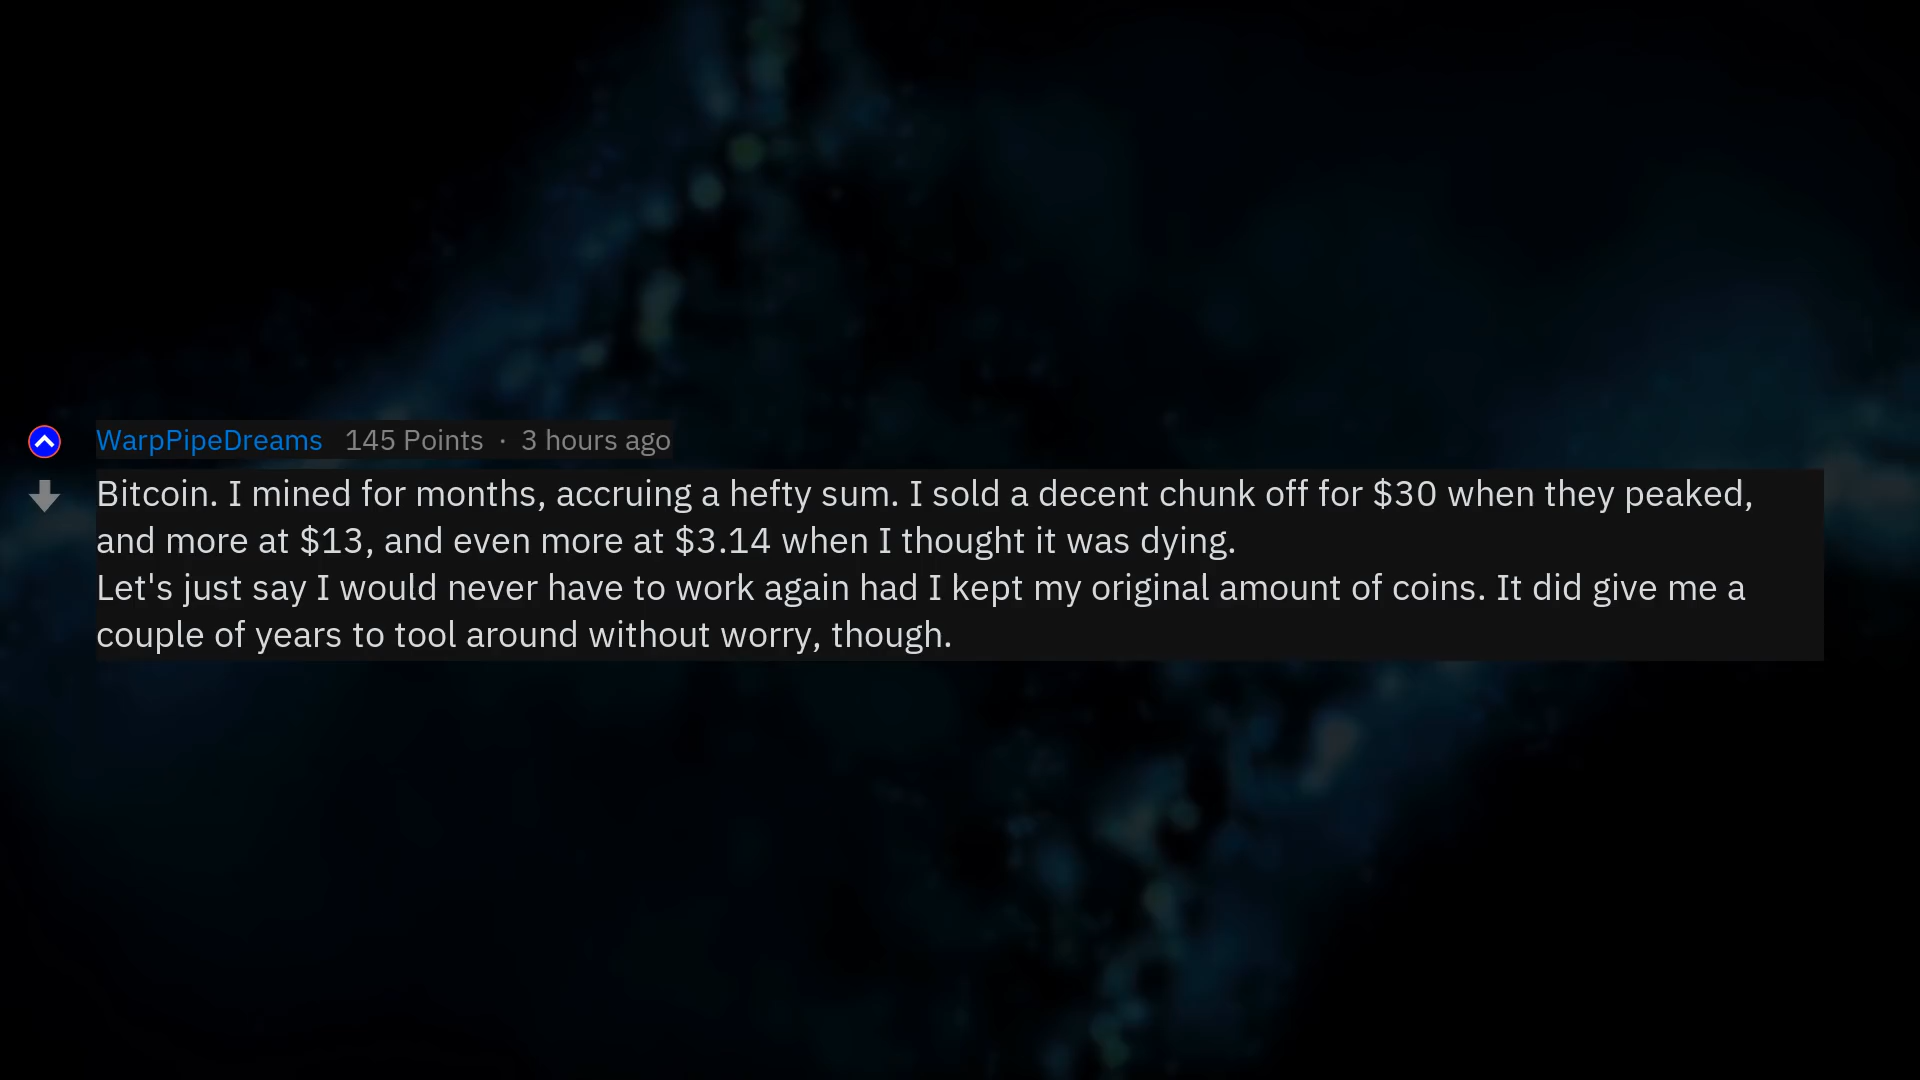 WarpPipeDreams 145 Points · 3 hours ago
Bitcoin. I mined for months, accruing a hefty sum. I sold a decent chunk off for $30 when they peaked,
and more at $13, and even more at $3.14 when I thought it was dying.
Let's just say I would never have to work again had I kept my original amount of coins. It did give me a
couple of years to tool around without worry, though.